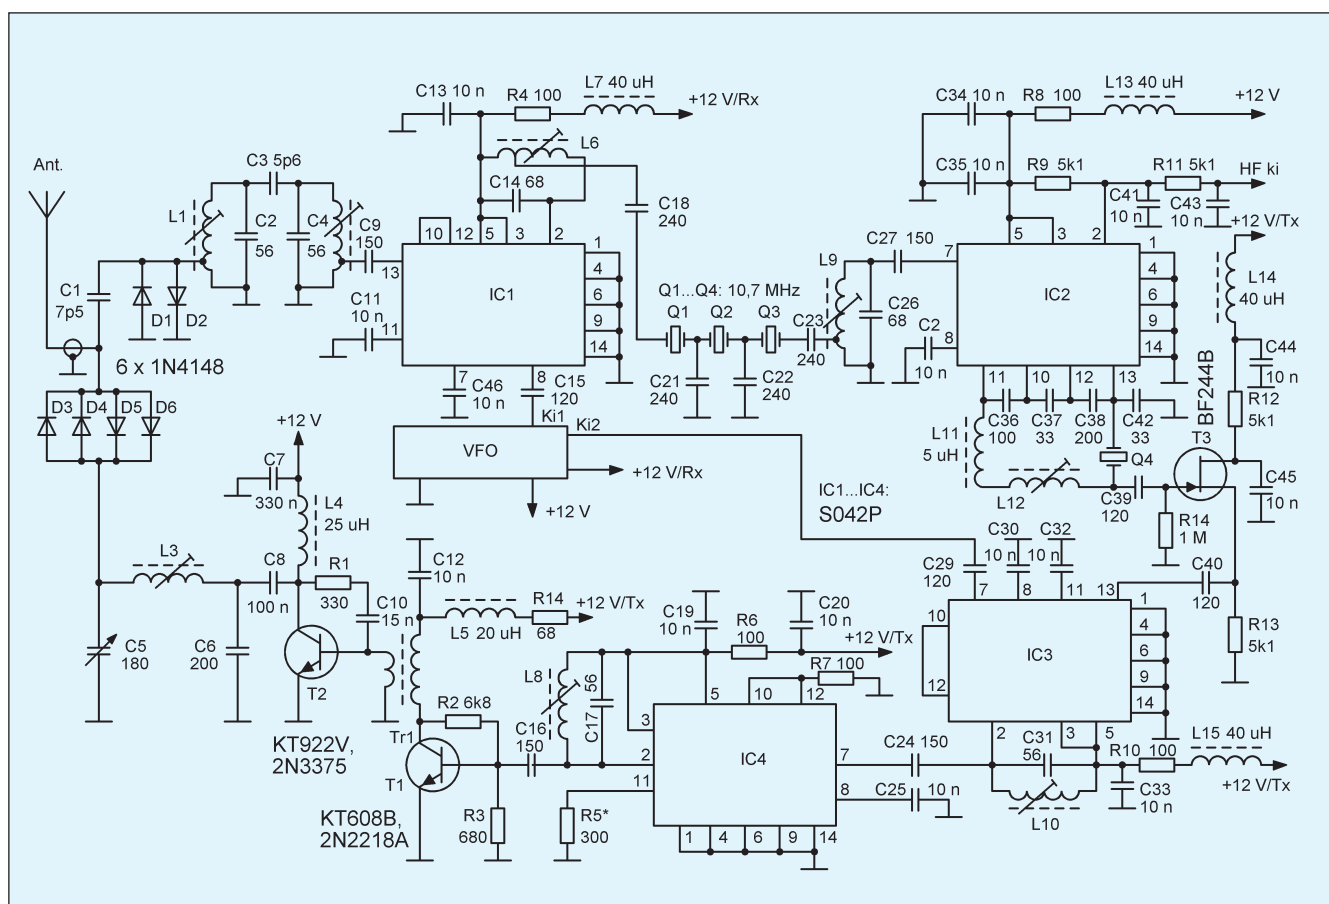 C13 10 n
R4 100
L7 40 uH
+12 V/Rx
L6
C14 68
C18
240
Ant.
C3 5p6
L1
C2
56
C4
56
C9
150
C1
7p5
D1
D2
6 x 1N4148
C11
10 n
13
11
10
12
5
3
2
1
4
6
9
14
IC1
7
8
C46
10 n
C15
120
Ki1
Ki2
VFO
+12 V/Rx
+12 V
Q1...Q4: 10,7 MHz
Q1
Q2
Q3
C21
240
C22
240
C23
240
L9
C27 150
C26
68
C2
10 n
C34 10 n
R8 100
L13 40 uH
+12 V
C35 10 n
R9 5k1
R11 5k1
HF ki
C41
10 n
C43
10 n
+12 V/Tx
L14
40 uH
7
8
5
3
2
1
4
6
9
14
IC2
11
10
12
13
C36
100
C37
33
C38
200
C42
33
L11
5 uH
L12
Q4
C39
120
BF244B
T3
C44
10 n
R12
5k1
C45
10 n
R14
1 M
C40
120
R13
5k1
IC1...IC4:
S042P
D3
D4
D5
D6
+12 V
C7
330 n
L4
25 uH
L3
C8
100 n
R1
330
C10
15 n
C5
180
C6
200
T2
KT922V,
2N3375
C12
10 n
L5 20 uH
R14
68
+12 V/Tx
Tr1
R2 6k8
T1
KT608B,
2N2218A
R3
680
C16
150
L8
C17
56
R5*
300
C19
10 n
R6
100
C20
10 n
+12 V/Tx
R7 100
5
10
12
3
2
11
7
8
IC4
1
4
6
9
14
C24 150
C25
10 n
C29
120
C30
10 n
C32
10 n
7
8
11
13
10
12
1
4
6
9
14
IC3
2
3
5
C31
56
L10
R10 100
C33
10 n
L15 40 uH
+12 V/Tx